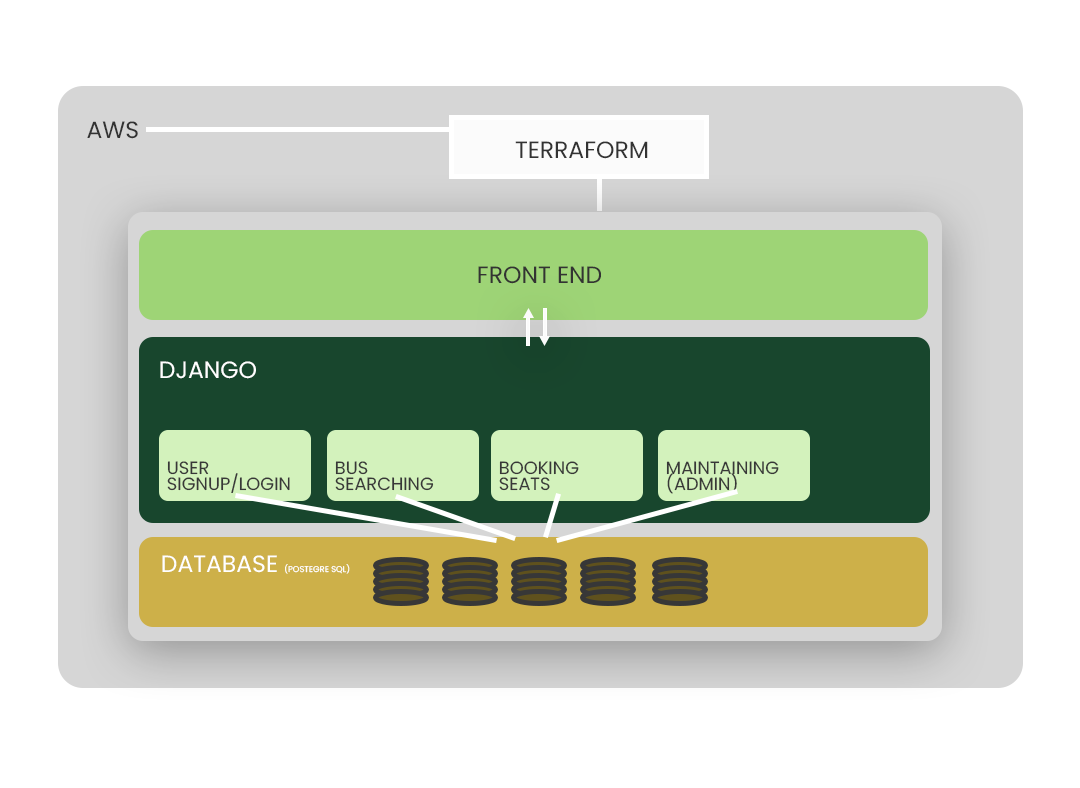 AWS
TERRAFORM
FRONT END
DJANGO
USER
SIGNUP/LOGIN
BUS
SEARCHING
BOOKING
SEATS
MAINTAINING
(ADMIN)
DATABASE (POSTEGRE SQL)